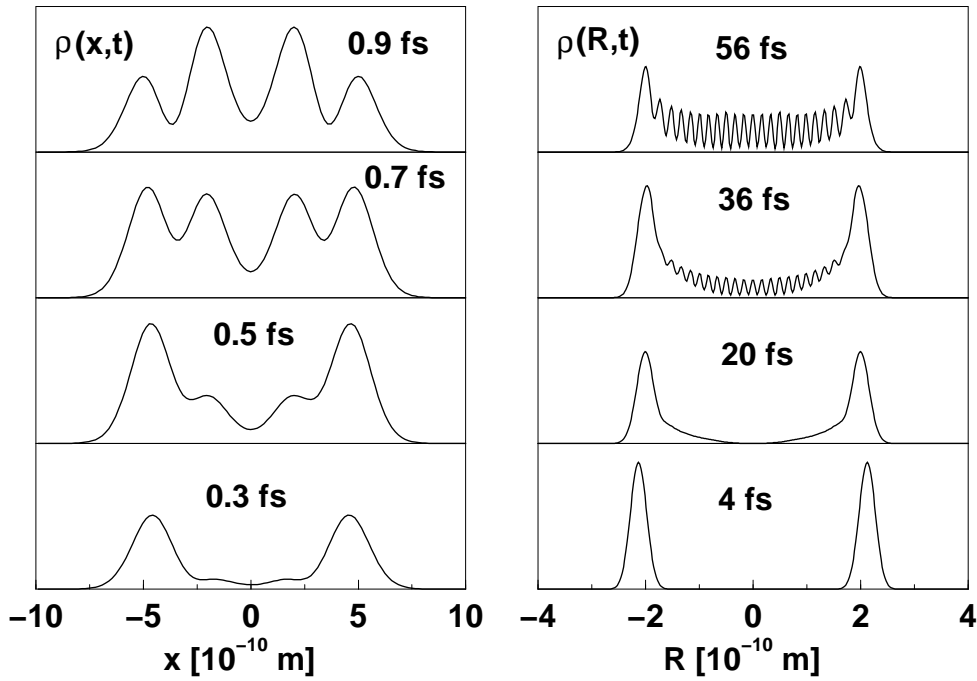 ρ(x,t)
0.9 fs
0.7 fs
0.5 fs
0.3 fs
−10 −5 0 5 10
x [10⁻¹⁰ m]
ρ(R,t)
56 fs
36 fs
20 fs
4 fs
−4 −2 0 2 4
R [10⁻¹⁰ m]